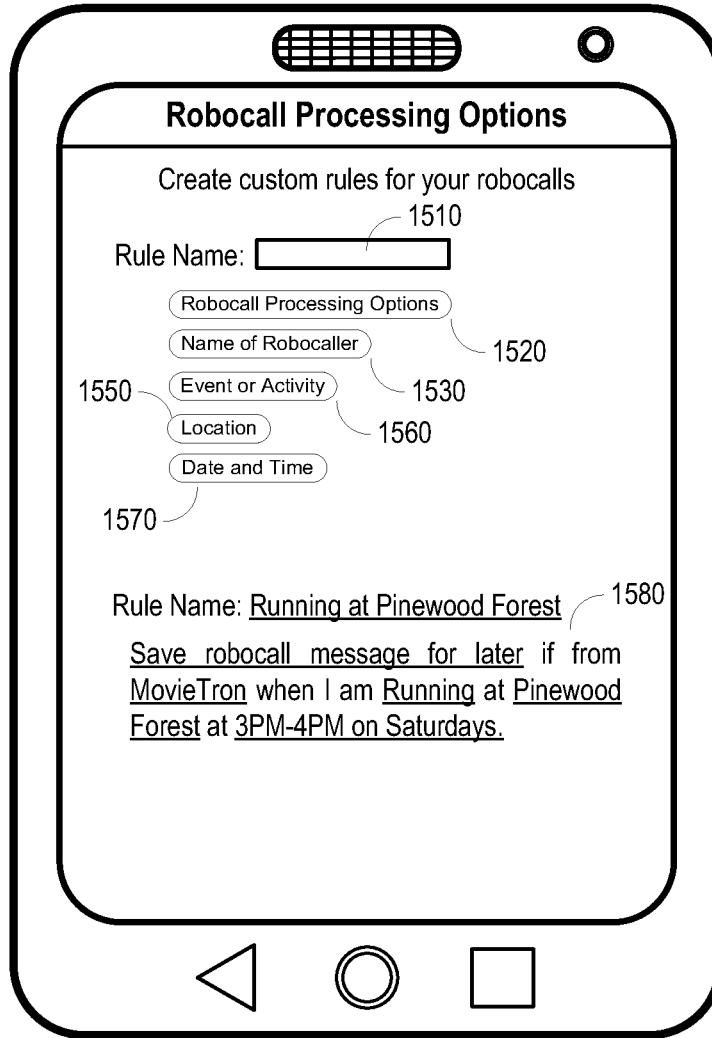 Robocall Processing Options
Create custom rules for your robocalls
1510
Rule Name:
Robocall Processing Options
1520
Name of Robocaller
1530
Event or Activity
1560
1550
Location
Date and Time
1570
1580
Rule Name: Running at Pinewood Forest
Save robocall message for later if from
MovieTron when I am Running at Pinewood
Forest at 3PM-4PM on Saturdays.